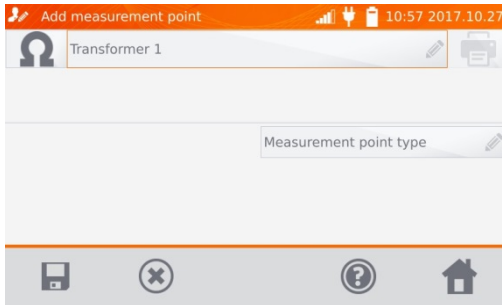 Add measurement point 10:57 2017.10.27
Transformer 1
Measurement point type